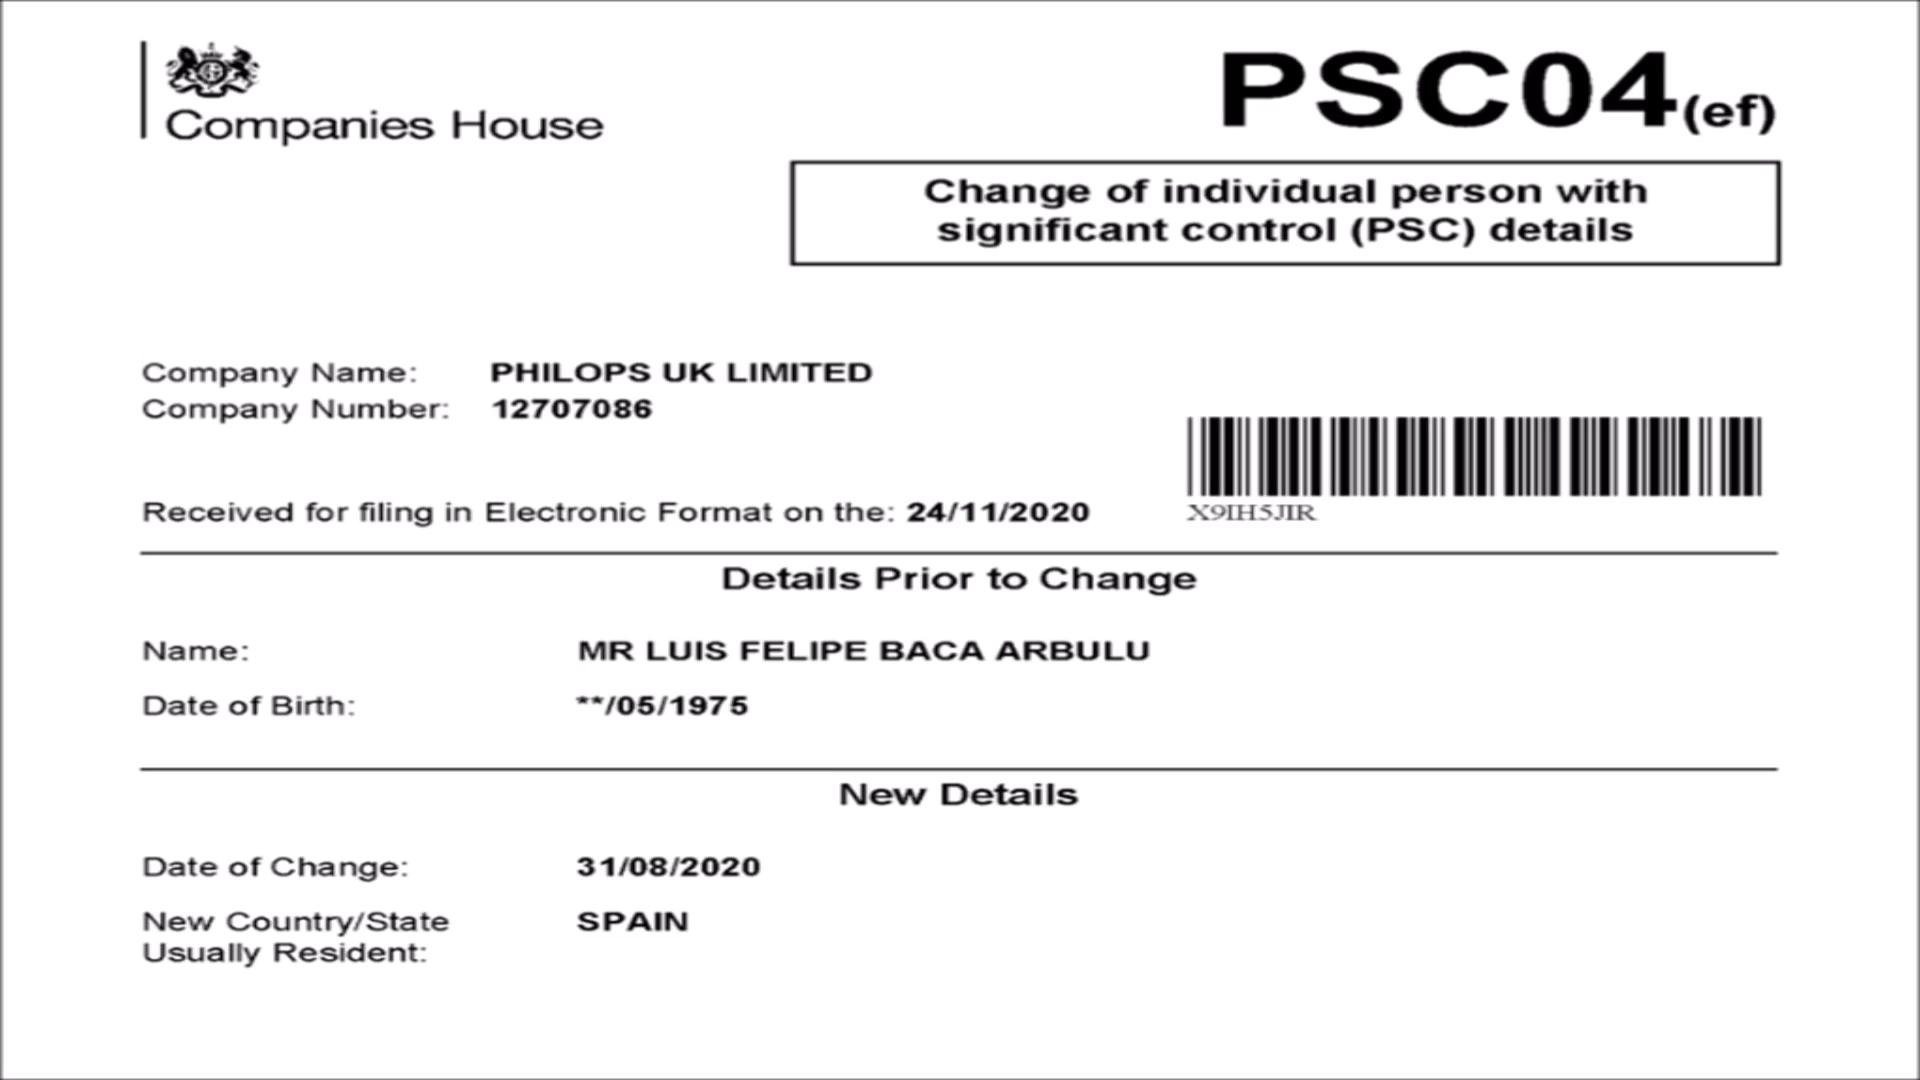 Companies House
PSC04(ef)
Change of individual person with
significant control (PSC) details
Company Name: PHILOPS UK LIMITED
Company Number: 12707086
Received for filing in Electronic Format on the: 24/11/2020
X9IH5JIR
Details Prior to Change
Name: MR LUIS FELIPE BACA ARBULU
Date of Birth: **/05/1975
New Details
Date of Change: 31/08/2020
New Country/State SPAIN
Usually Resident: